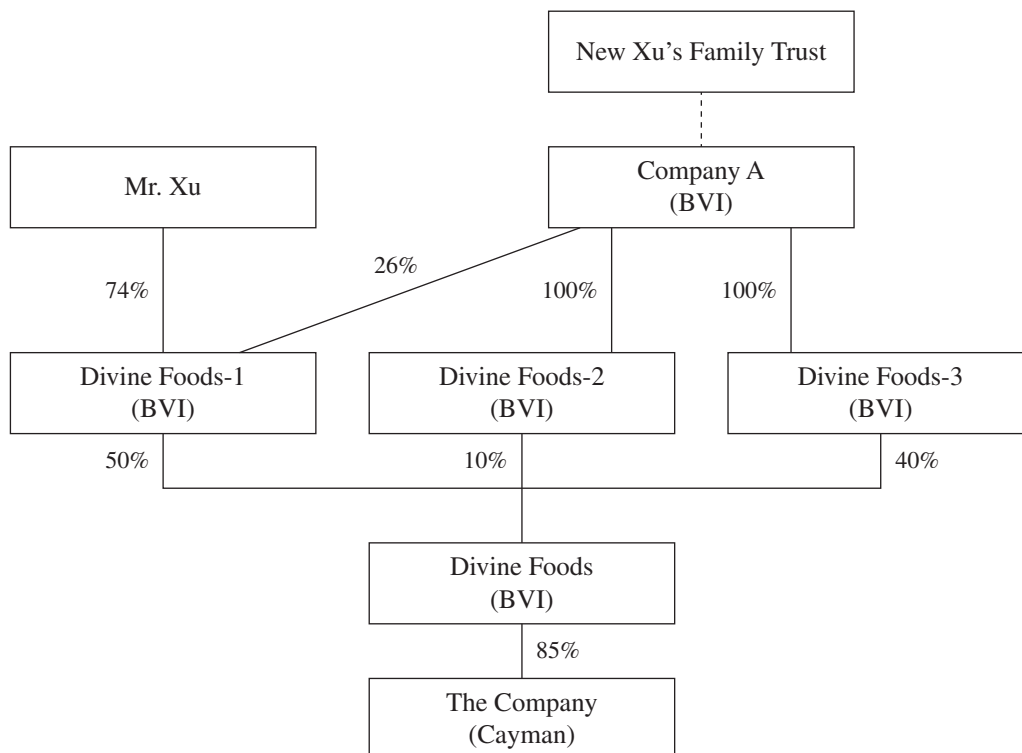 New Xu's Family Trust
Mr. Xu
Company A
(BVI)
74%
26%
100%
100%
Divine Foods-1
(BVI)
Divine Foods-2
(BVI)
Divine Foods-3
(BVI)
50%
10%
40%
Divine Foods
(BVI)
85%
The Company
(Cayman)